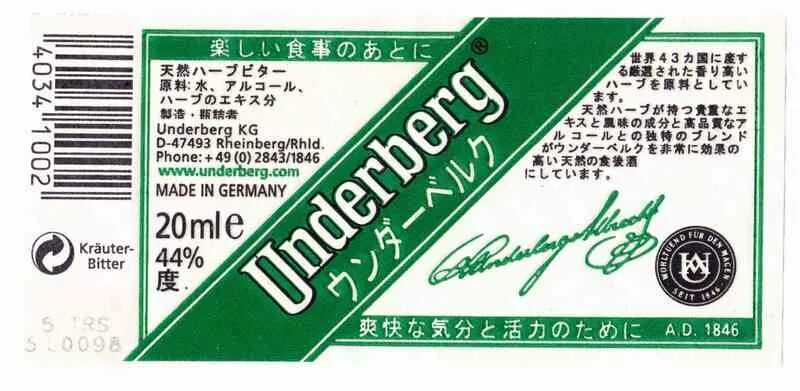 4034 1002
Kräuter-
Bitter
5 TRS
楽しい食事のあとに
天然ハーブビター
原料:水、アルコール、
ハーブのエキス分
製造・販売者
Underberg KG
D-47493 Rheinberg/Rhld.
Phone:+49 (0) 2843/1846
www.underberg.com
MADE IN GERMANY
20ml e
44%
度.
Underberg®
ウンダーベルク
世界43カ国に産す
る厳選された香り高い
ハーブを原料としてい
ます。
天然ハーブが持つ貴重なエ
キスと風味の成分と高品質なア
ルコールとの独特のブレンド
がウンダーベルクを非常に効果の
高い天然の食後酒
にしています。
WOHLTUEND FÜR DEN MAGEN
SEIT 1846
爽快な気分と活力のために A.D. 1846